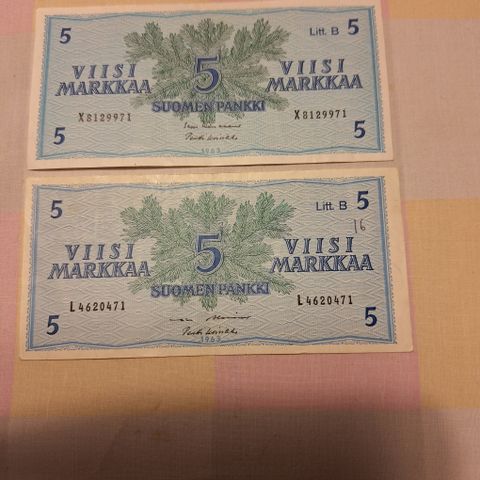 5 Litt. B 5
VIISI 5 VIISI
MARKKAA MARKKAA
SUOMEN PANKKI
X8129971 X8129971
5 1963 5
5 Litt. B 5
16
VIISI 5 VIISI
MARKKAA MARKKAA
SUOMEN PANKKI
L4620471 L4620471
5 1963 5